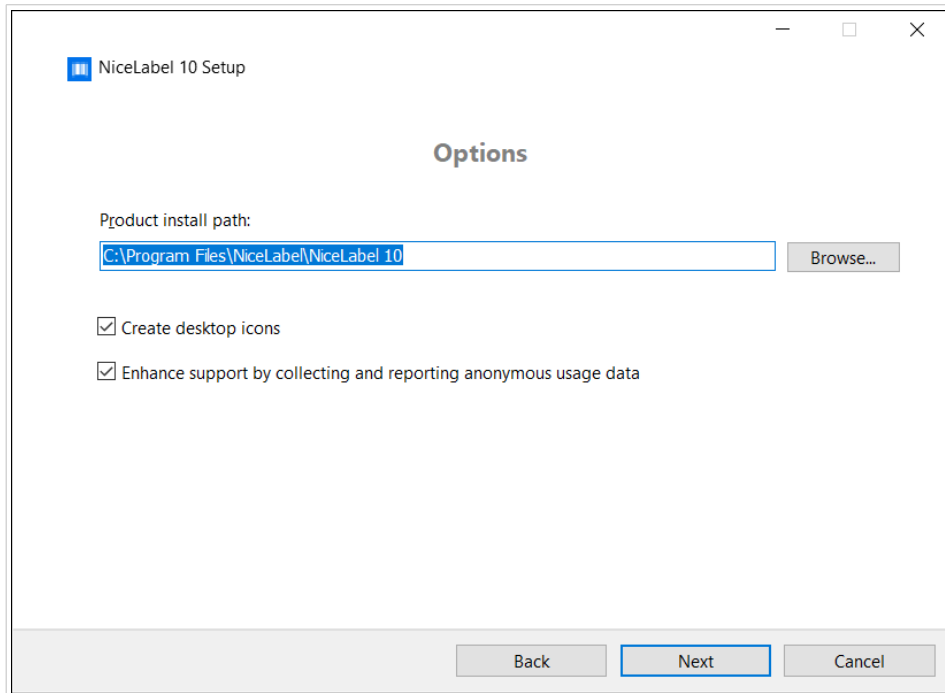 NiceLabel 10 Setup
Options
Product install path:
C:\Program Files\NiceLabel\NiceLabel 10
Browse...
Create desktop icons
Enhance support by collecting and reporting anonymous usage data
Back
Next
Cancel